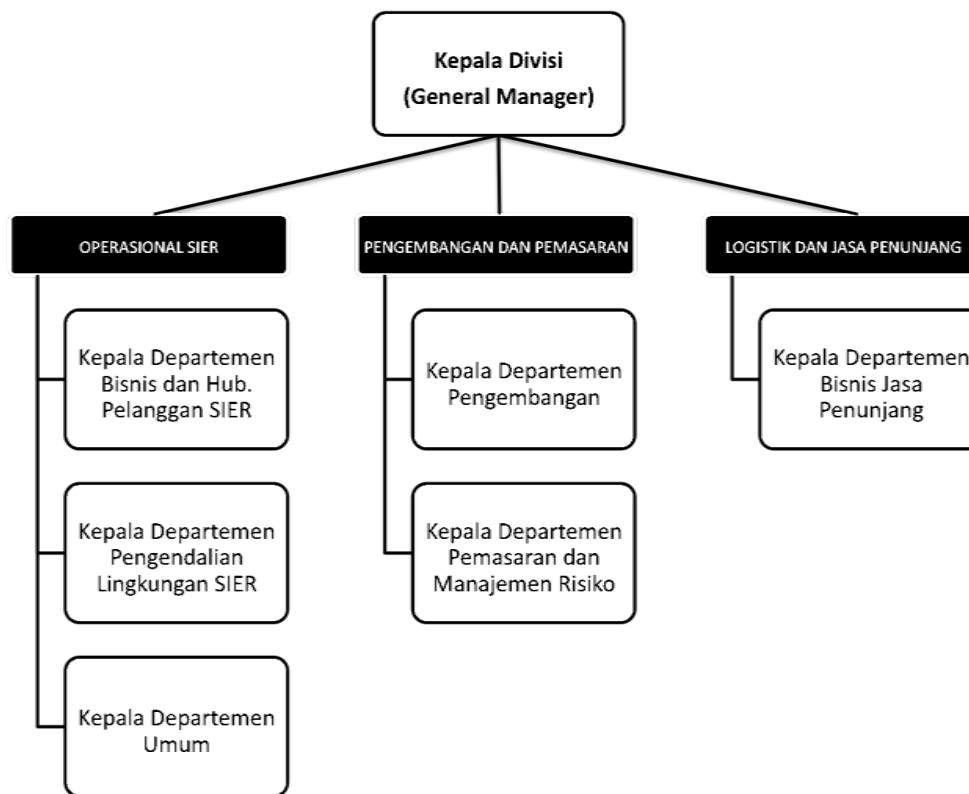 Kepala Divisi
(General Manager)
OPERASIONAL SIER
PENGEMBANGAN DAN PEMASARAN
LOGISTIK DAN JASA PENUNJANG
Kepala Departemen
Bisnis dan Hub.
Pelanggan SIER
Kepala Departemen
Pengembangan
Kepala Departemen
Bisnis Jasa
Penunjang
Kepala Departemen
Pengendalian
Lingkungan SIER
Kepala Departemen
Pemasaran dan
Manajemen Risiko
Kepala Departemen
Umum